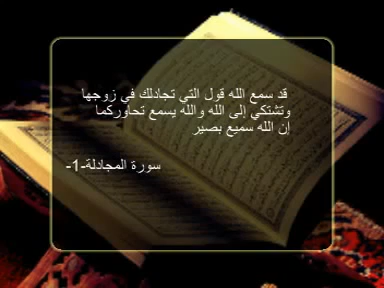 قد سمع الله قول التي تجادلك في زوجها
وتشتكي إلى الله والله يسمع تحاوركما
إن الله سميع بصير
سورة المجادلة-1-